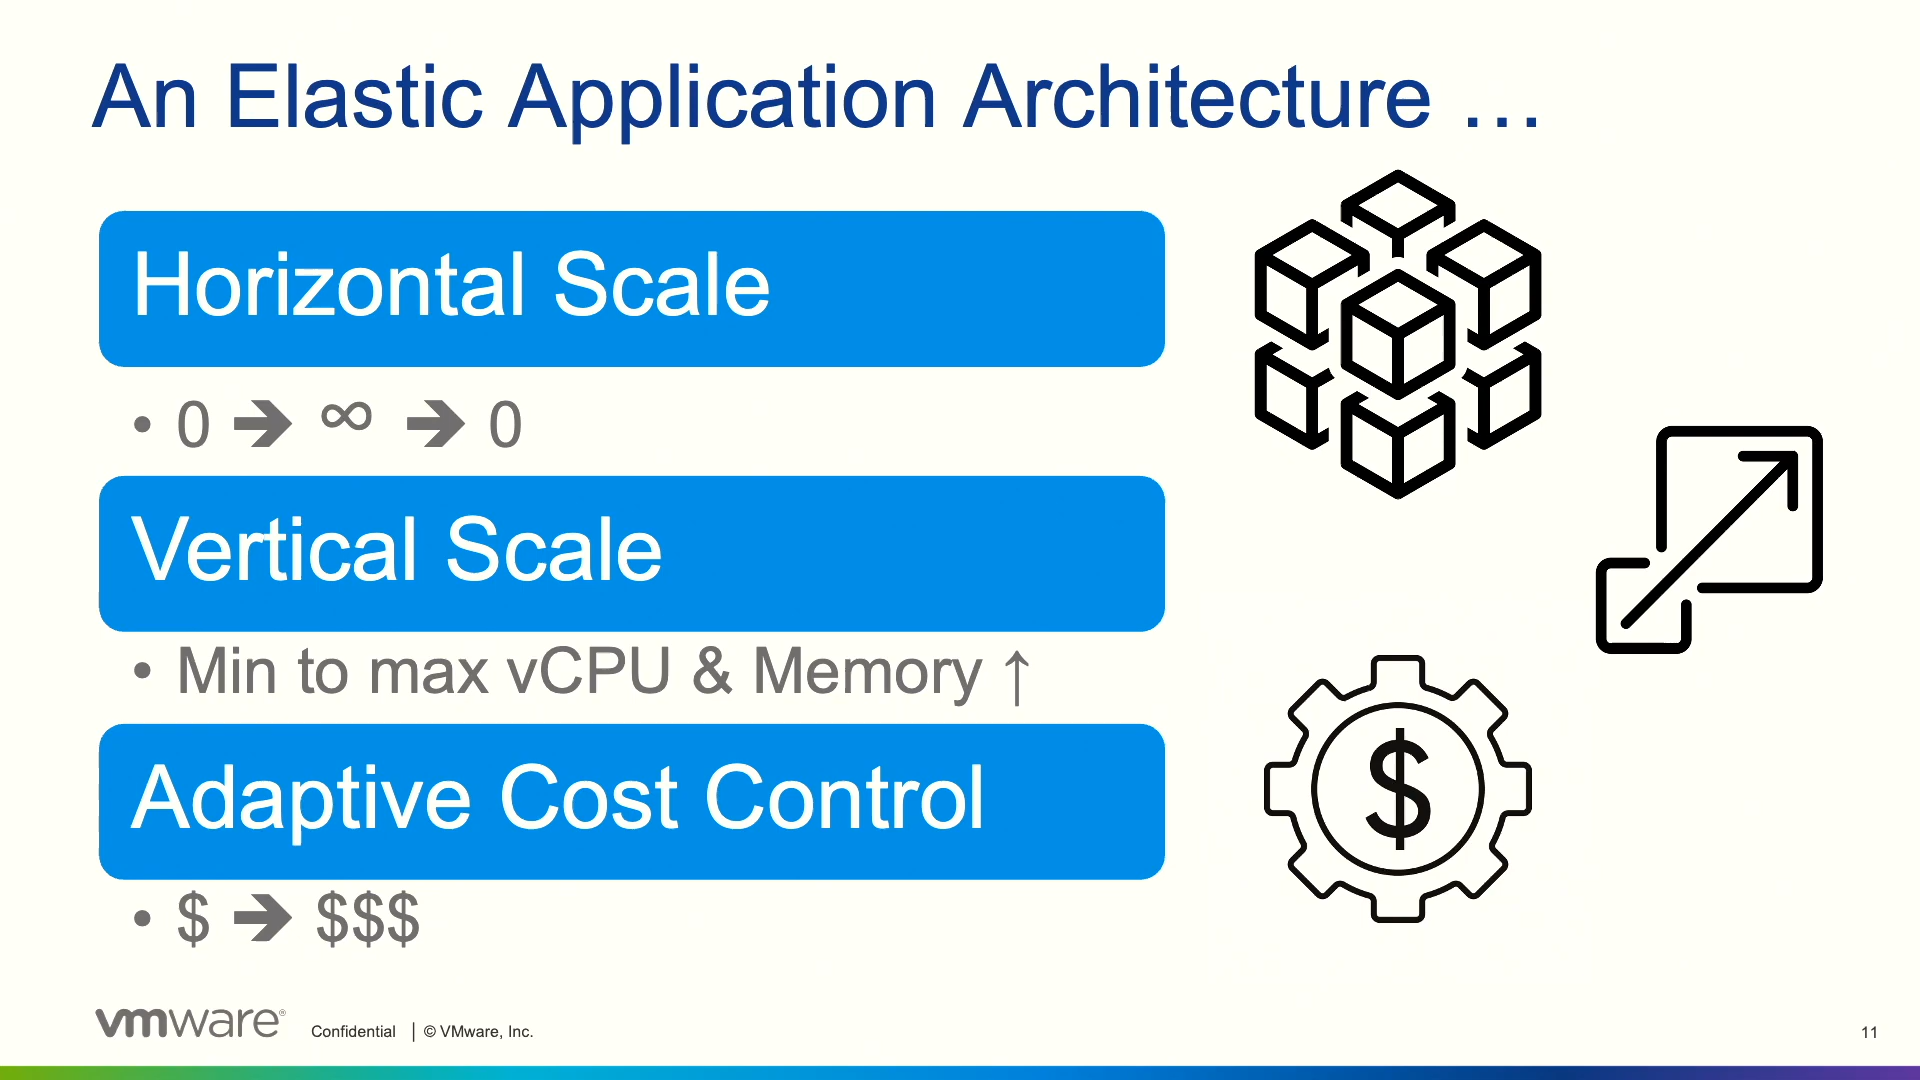 An Elastic Application Architecture …
Horizontal Scale
• 0 🡺 ∞ 🡺 0
Vertical Scale
• Min to max vCPU & Memory ↑
Adaptive Cost Control
• $ 🡺 $$$
$
vmware® Confidential | © VMware, Inc. 11